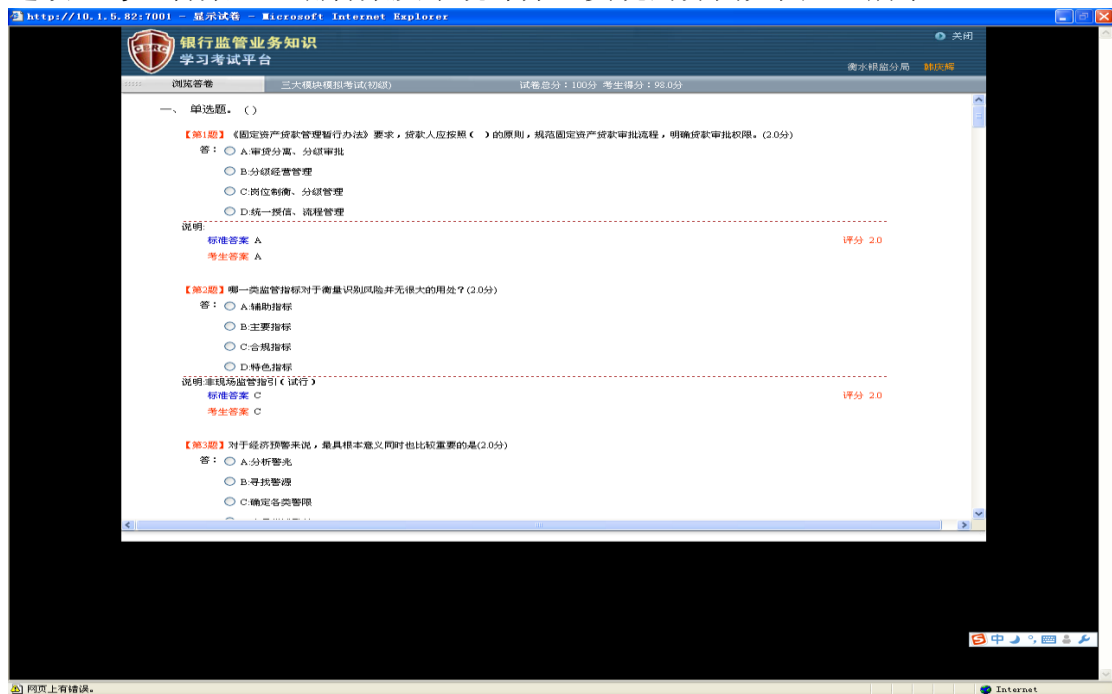 http://10.1.5.82:7001 - 显示试卷 - Microsoft Internet Explorer
银行监管业务知识
学习考试平台
关闭
衡水银监分局 韩庆辉
浏览答卷 三大模块模拟考试(初级) 试卷总分：100分 考生得分：98.0分
一、 单选题。 ()
【第1题】《固定资产贷款管理暂行办法》要求，贷款人应按照（ ）的原则，规范固定资产贷款审批流程，明确贷款审批权限。(2.0分)
答： A:审贷分离、分级审批
B:分级经营管理
C:岗位制衡、分级管理
D:统一授信、流程管理
说明:
标准答案 A 评分 2.0
考生答案 A
【第2题】哪一类监管指标对于衡量识别风险并无很大的用处？(2.0分)
答： A:辅助指标
B:主要指标
C:合规指标
D:特色指标
说明:非现场监管指引（试行）
标准答案 C 评分 2.0
考生答案 C
【第3题】对于经济预警来说，最具根本意义同时也比较重要的是(2.0分)
答： A:分析警兆
B:寻找警源
C:确定各类警限
中
网页上有错误。 Internet